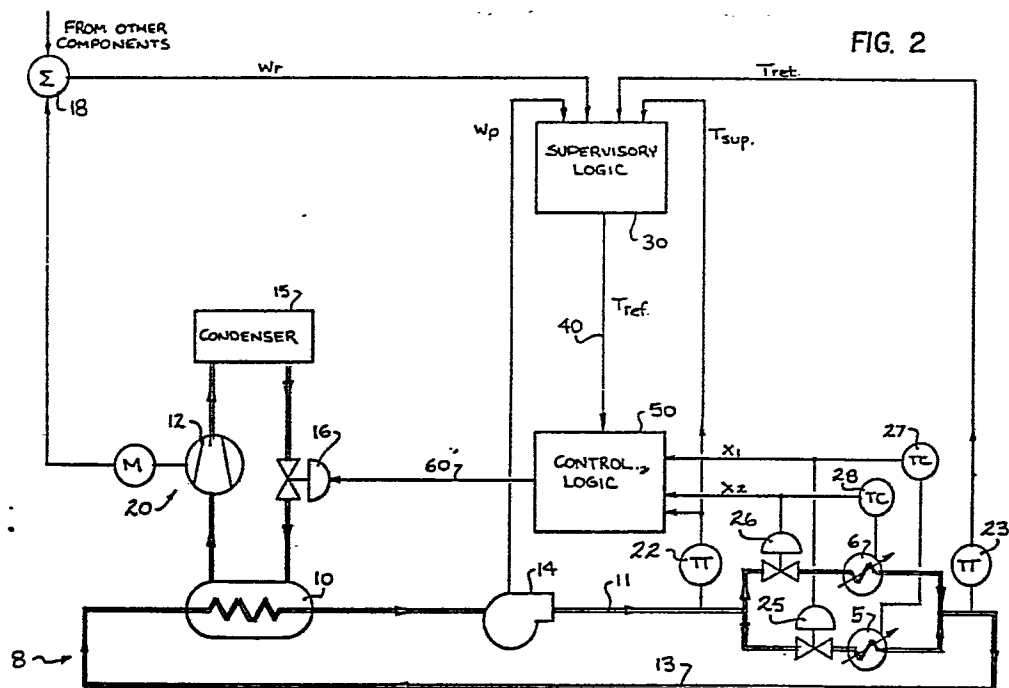 FROM OTHER
COMPONENTS
FIG. 2
Σ
18
Wr
Tret.
Wp
Tsup.
SUPERVISORY
LOGIC
30
15
CONDENSER
Tref.
40
12
16
50
M
20
60
CONTROL
LOGIC
X1
X2
27
TC
28
TC
26
22
TT
6
TT
23
10
14
11
25
5
8
13